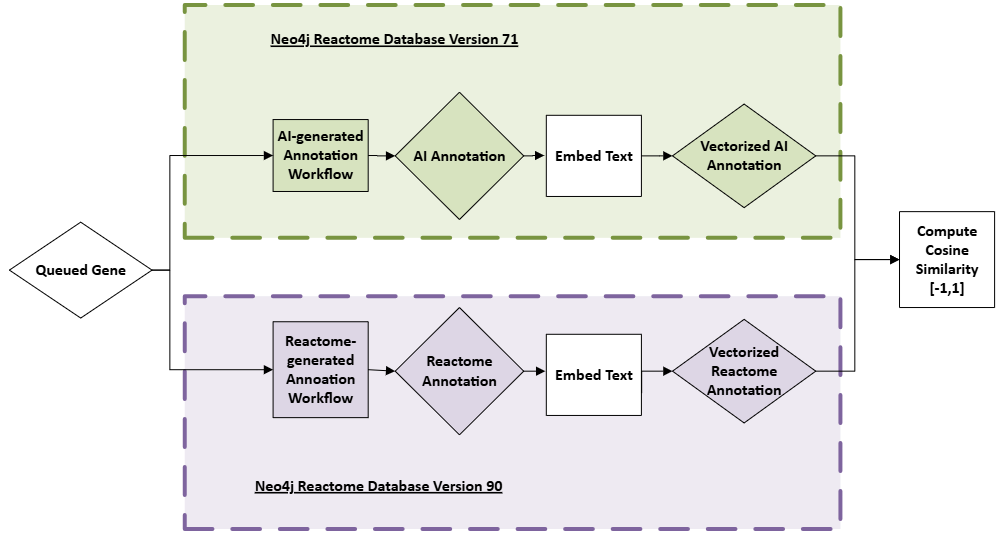 Neo4j Reactome Database Version 71
AI-generated
Annotation
Workflow
AI Annotation
Embed Text
Vectorized AI
Annotation
Queued Gene
Compute
Cosine
Similarity
[-1,1]
Reactome-
generated
Annoation
Workflow
Reactome
Annotation
Embed Text
Vectorized
Reactome
Annotation
Neo4j Reactome Database Version 90